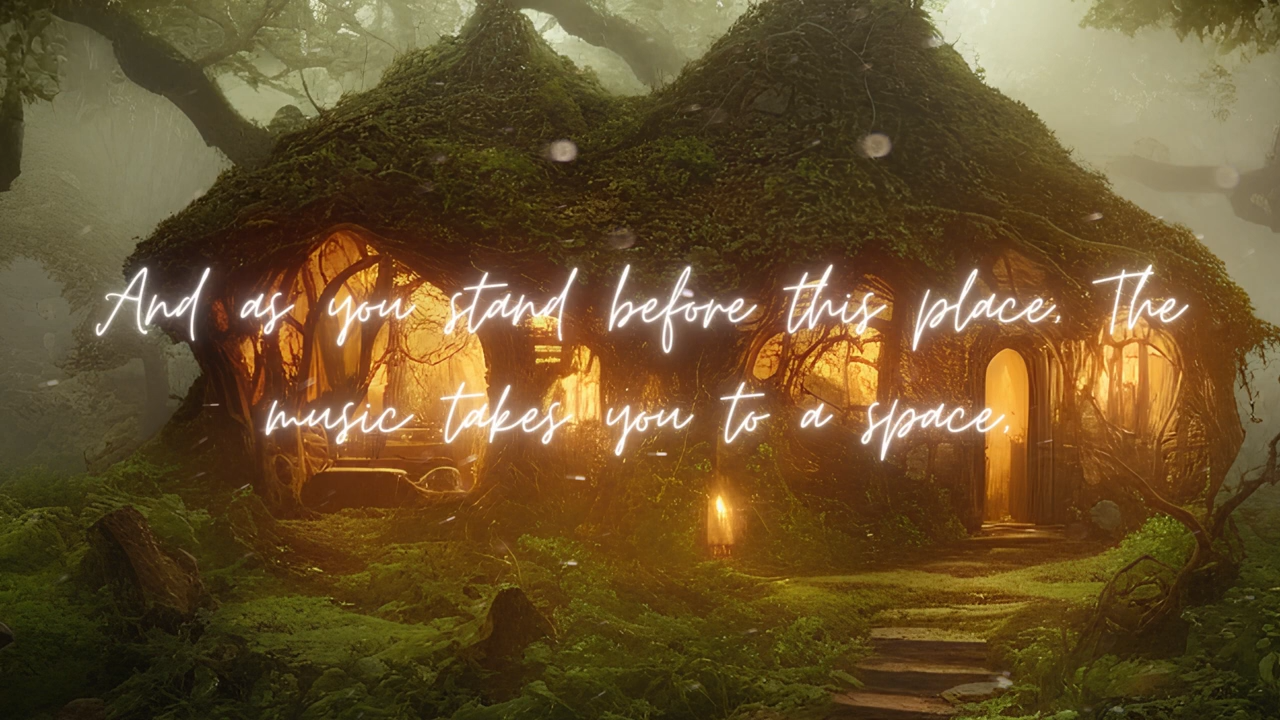 And as you stand before this place, The
music takes you to a space,